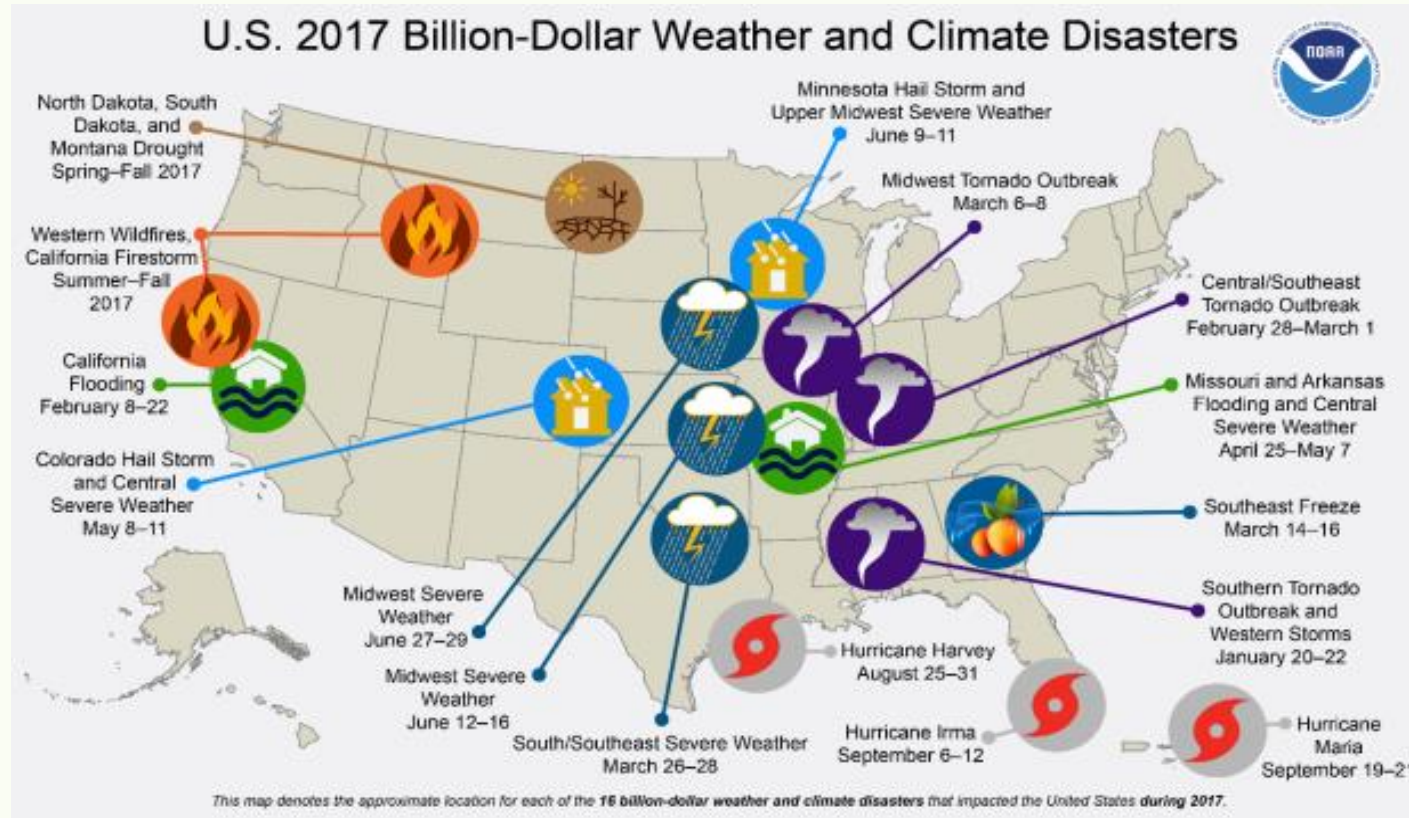 U.S. 2017 Billion-Dollar Weather and Climate Disasters
NOAA
North Dakota, South
Dakota, and
Montana Drought
Spring–Fall 2017
Minnesota Hail Storm and
Upper Midwest Severe Weather
June 9–11
Midwest Tornado Outbreak
March 6–8
Western Wildfires,
California Firestorm
Summer–Fall
2017
Central/Southeast
Tornado Outbreak
February 28–March 1
California
Flooding
February 8–22
Missouri and Arkansas
Flooding and Central
Severe Weather
April 25–May 7
Colorado Hail Storm
and Central
Severe Weather
May 8–11
Southeast Freeze
March 14–16
Midwest Severe
Weather
June 27–29
Southern Tornado
Outbreak and
Western Storms
January 20–22
Midwest Severe
Weather
June 12–16
Hurricane Harvey
August 25–31
South/Southeast Severe Weather
March 26–28
Hurricane Irma
September 6–12
Hurricane
Maria
September 19–21
This map denotes the approximate location for each of the 16 billion-dollar weather and climate disasters that impacted the United States during 2017.